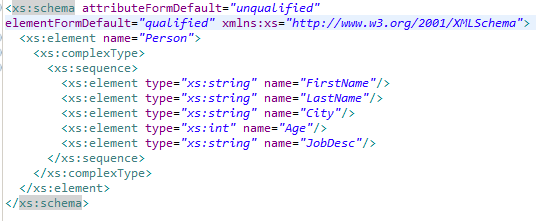 <xs:schema attributeFormDefault="unqualified"
elementFormDefault="qualified" xmlns:xs="http://www.w3.org/2001/XMLSchema">
  <xs:element name="Person">
    <xs:complexType>
      <xs:sequence>
        <xs:element type="xs:string" name="FirstName"/>
        <xs:element type="xs:string" name="LastName"/>
        <xs:element type="xs:string" name="City"/>
        <xs:element type="xs:int" name="Age"/>
        <xs:element type="xs:string" name="JobDesc"/>
      </xs:sequence>
    </xs:complexType>
  </xs:element>
</xs:schema>